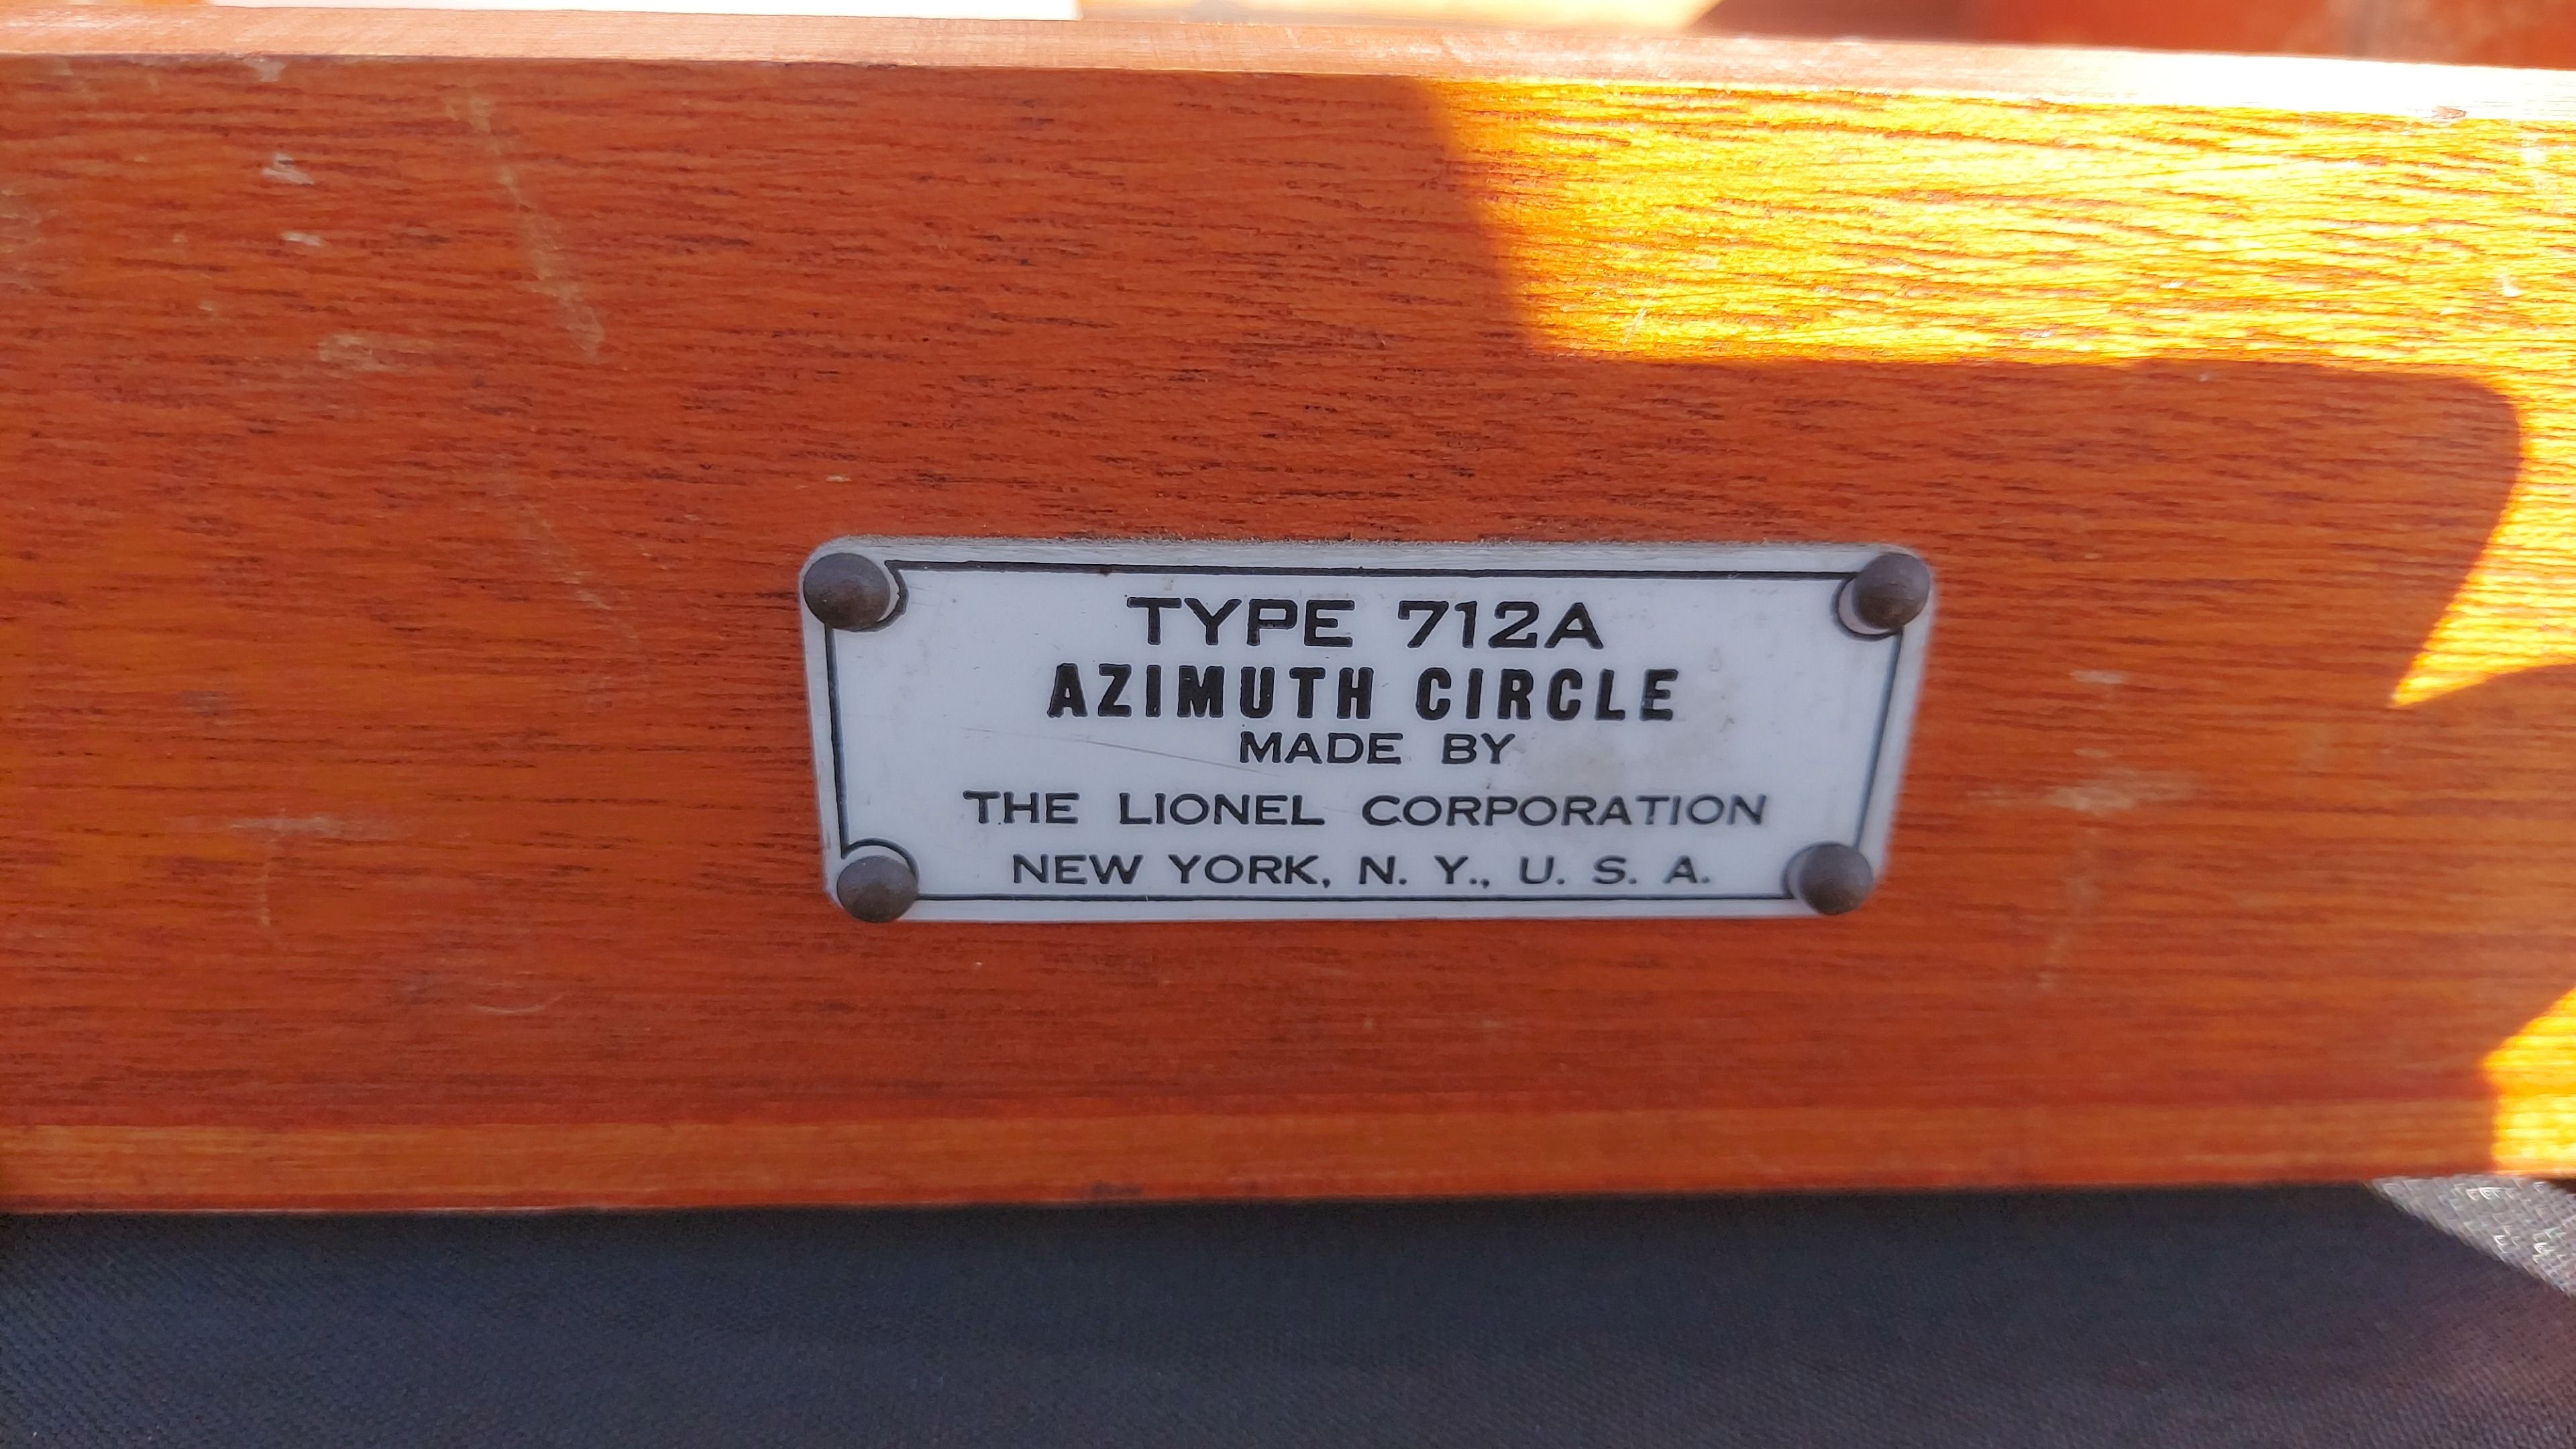 TYPE 712A
AZIMUTH CIRCLE
MADE BY
THE LIONEL CORPORATION
NEW YORK, N. Y., U. S. A.